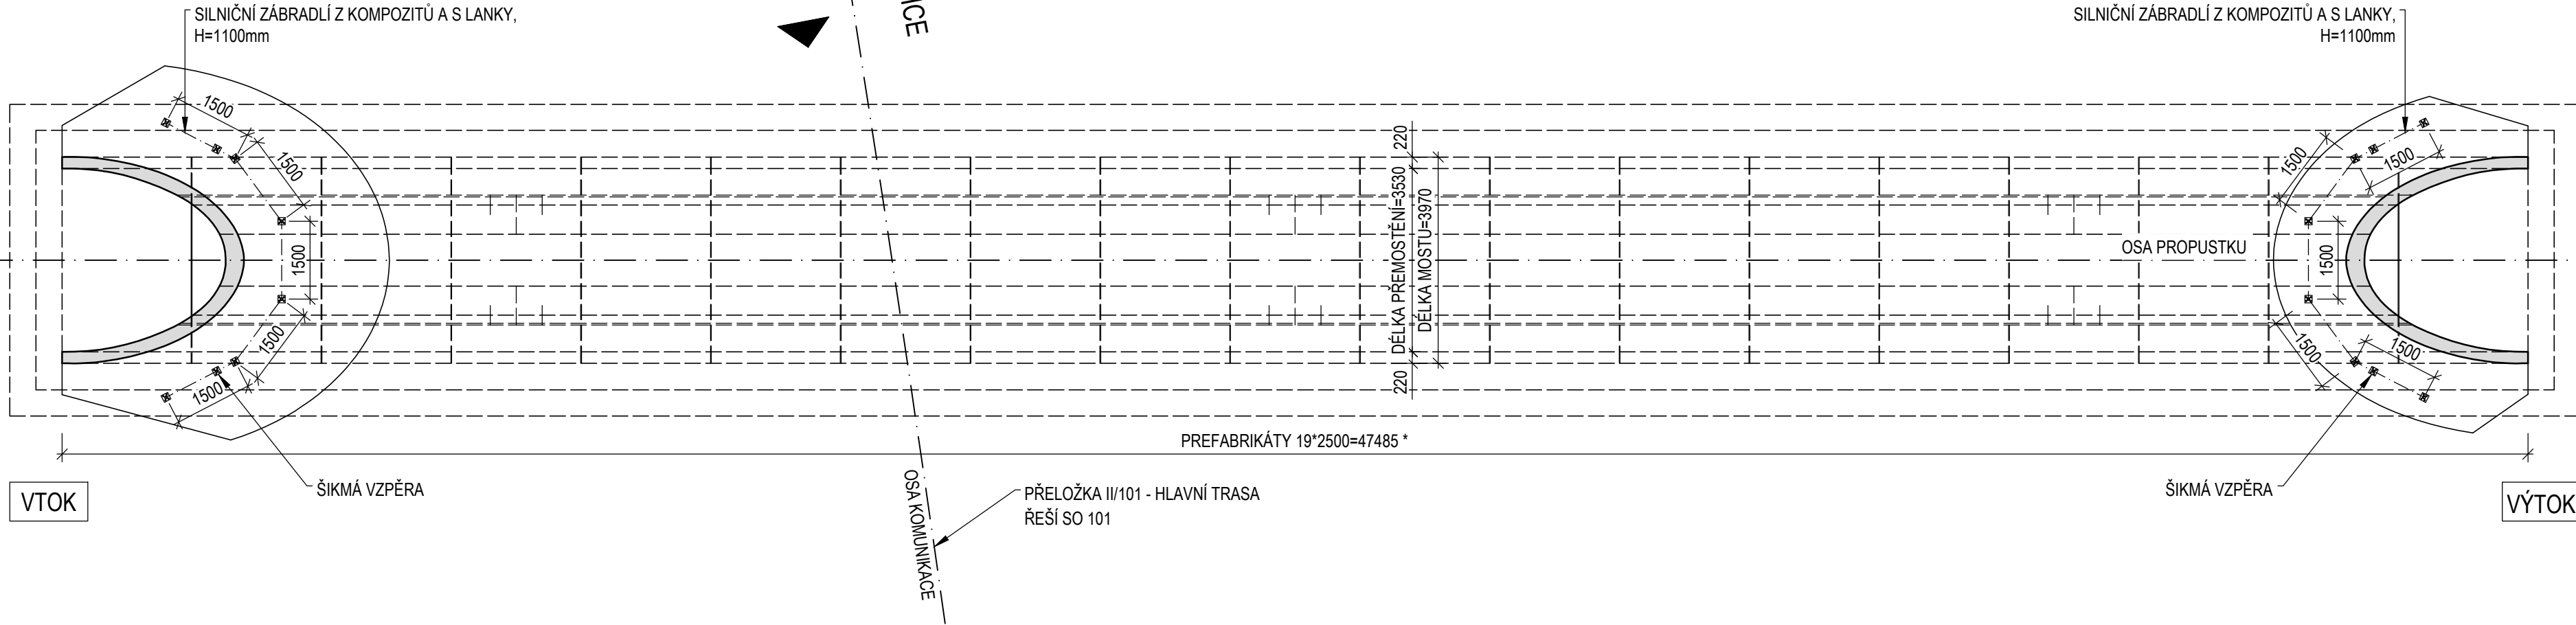 SILNIČNÍ ZÁBRADLÍ Z KOMPOZITŮ A S LANKY,
H=1100mm
ICE
SILNIČNÍ ZÁBRADLÍ Z KOMPOZITŮ A S LANKY,
H=1100mm
1500
1500
1500
1500
1500
220
DÉLKA PŘEMOSTĚNÍ=3530
DÉLKA MOSTU=3970
220
OSA PROPUSTKU
1500
1500
1500
1500
1500
PREFABRIKÁTY 19*2500=47485 *
VTOK
ŠIKMÁ VZPĚRA
OSA KOMUNIKACE
PŘELOŽKA II/101 - HLAVNÍ TRASA
ŘEŠÍ SO 101
ŠIKMÁ VZPĚRA
VÝTOK